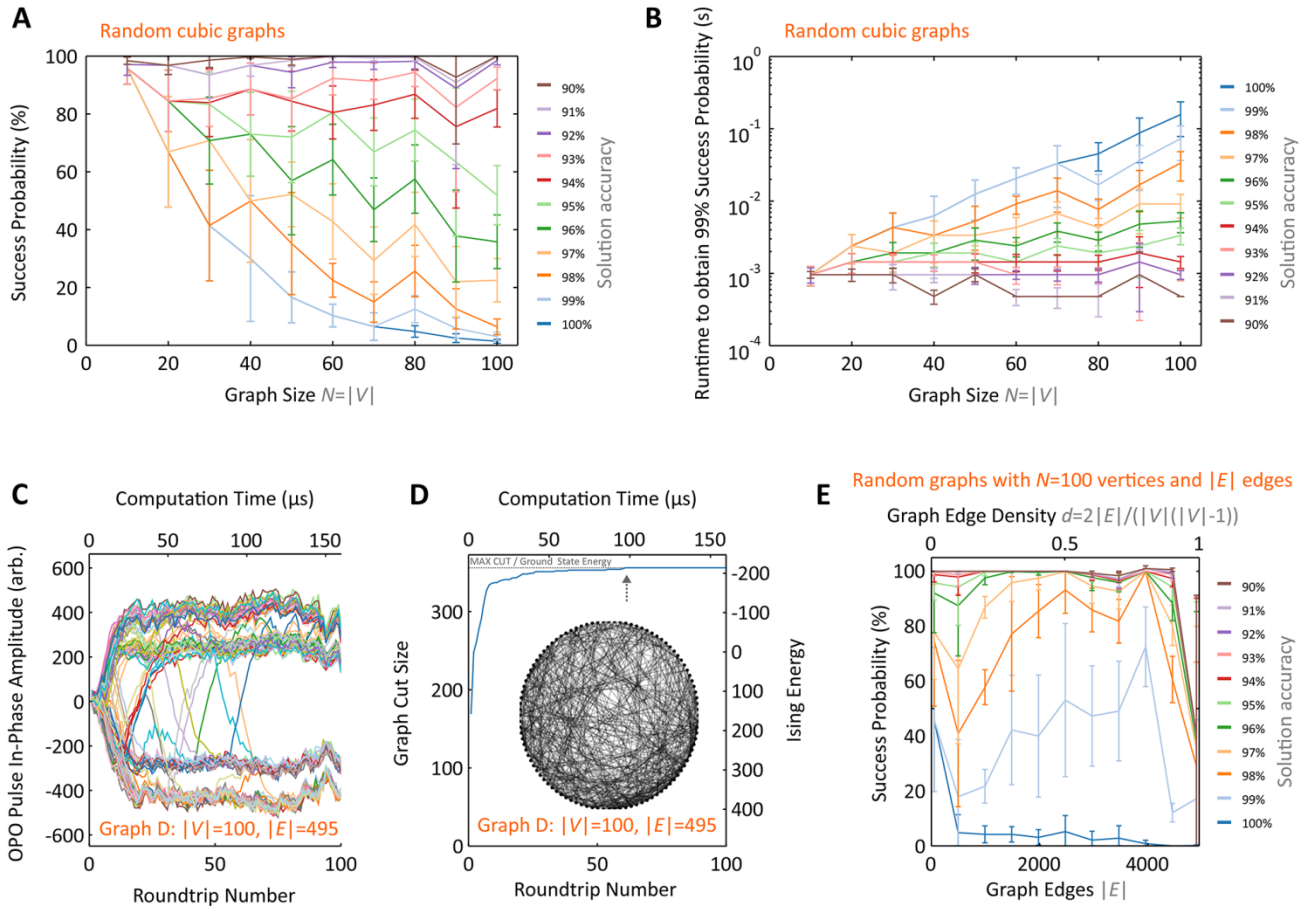 A
Random cubic graphs
Success Probability (%)
100
80
60
40
20
0
0 20 40 60 80 100
Graph Size N=|V|
90%
91%
92%
93%
94%
95%
96%
97%
98%
99%
100%
Solution accuracy
B
Random cubic graphs
Runtime to obtain 99% Success Probability (s)
10^0
10^-1
10^-2
10^-3
10^-4
0 20 40 60 80 100
Graph Size N=|V|
100%
99%
98%
97%
96%
95%
94%
93%
92%
91%
90%
Solution accuracy
C
Computation Time (μs)
0 50 100 150
OPO Pulse In-Phase Amplitude (arb.)
600
400
200
0
-200
-400
-600
Graph D: |V|=100, |E|=495
0 50 100
Roundtrip Number
D
Computation Time (μs)
0 50 100 150
MAX CUT / Ground State Energy
Graph Cut Size
300
200
100
0
Ising Energy
-200
-100
0
100
200
300
400
Graph D: |V|=100, |E|=495
0 50 100
Roundtrip Number
E
Random graphs with N=100 vertices and |E| edges
Graph Edge Density d=2|E|/(|V|(|V|-1))
0 0.5 1
Success Probability (%)
100
80
60
40
20
0
0 2000 4000
Graph Edges |E|
90%
91%
92%
93%
94%
95%
96%
97%
98%
99%
100%
Solution accuracy